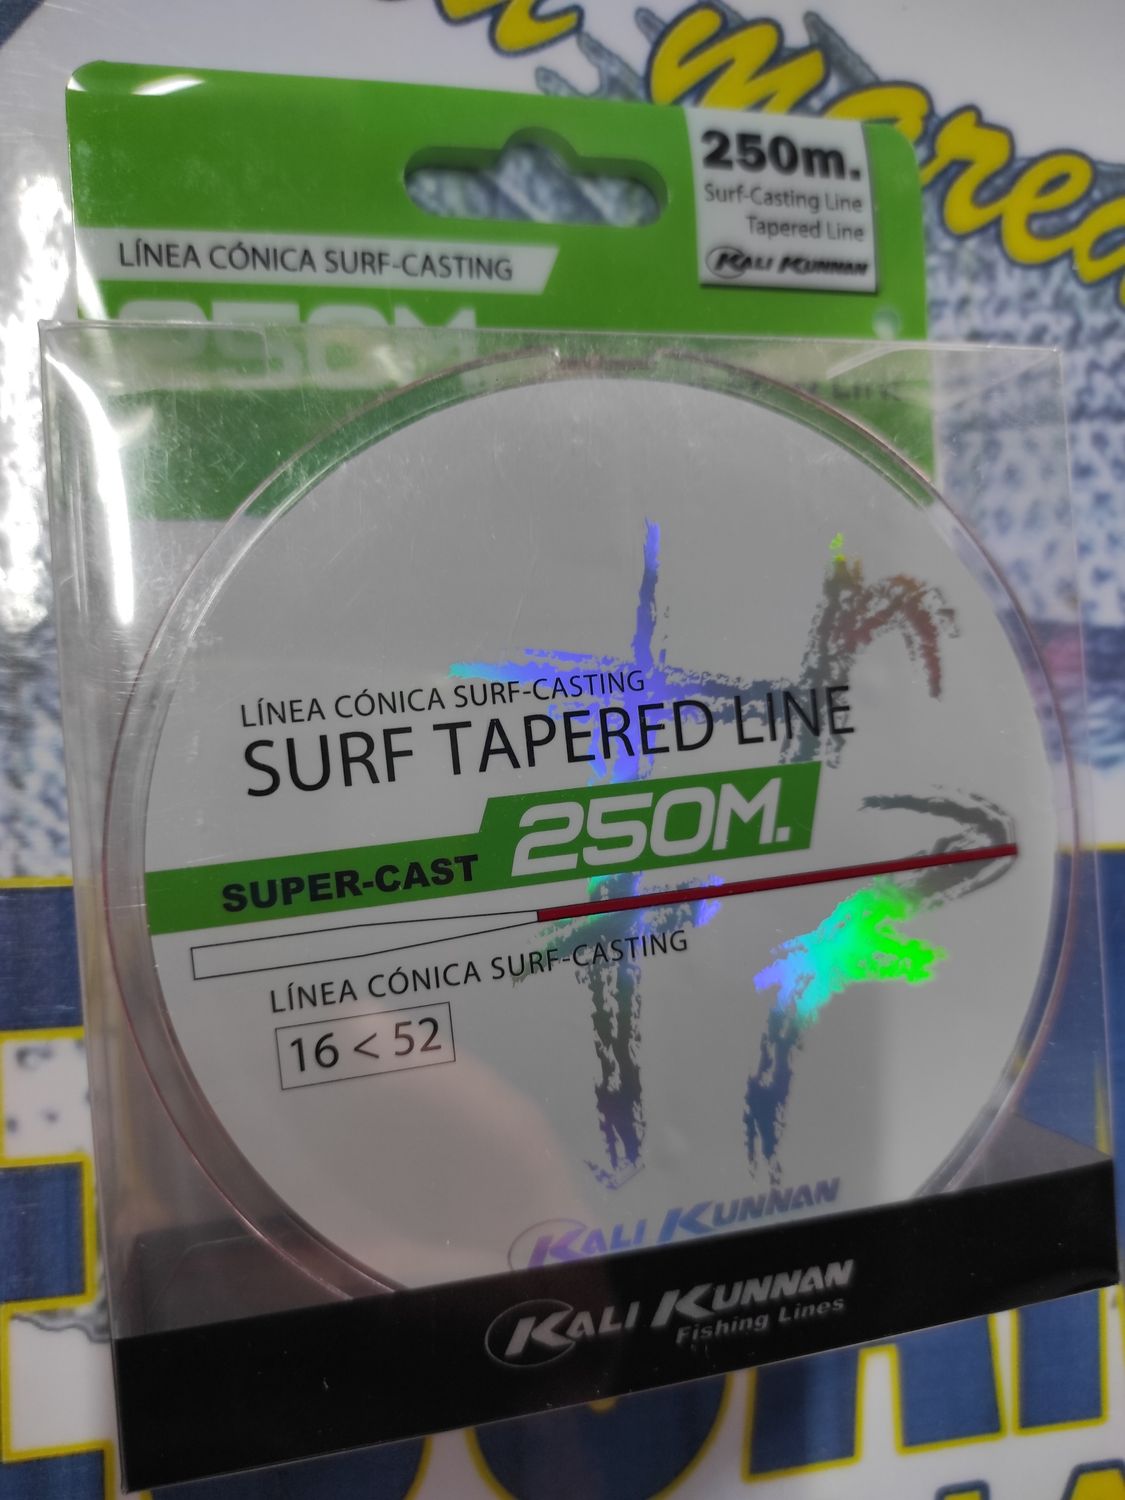 250m.
Surf-Casting Line
Tapered Line
KALI KUNNAN
LÍNEA CÓNICA SURF-CASTING
250M
LÍNEA CÓNICA SURF-CASTING
SURF TAPERED LINE
SUPER-CAST 250M.
LÍNEA CÓNICA SURF-CASTING
16 < 52
KALI KUNNAN
KALI KUNNAN
Fishing Lines